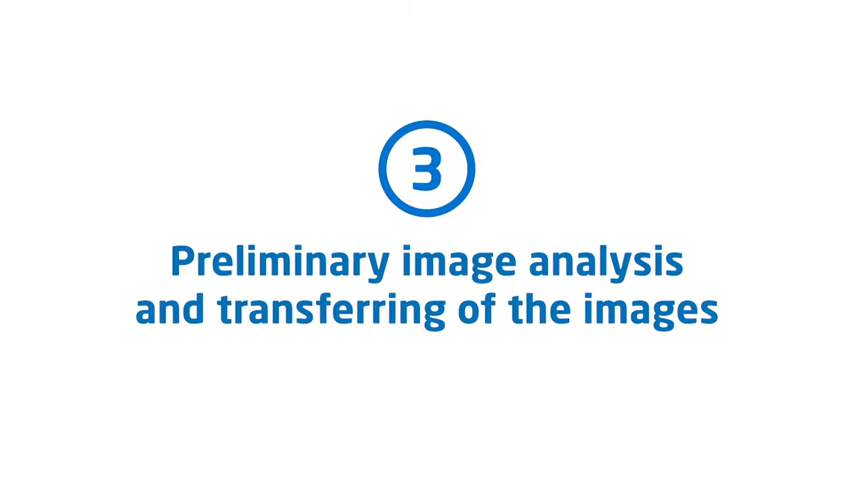 3
Preliminary image analysis
and transferring of the images